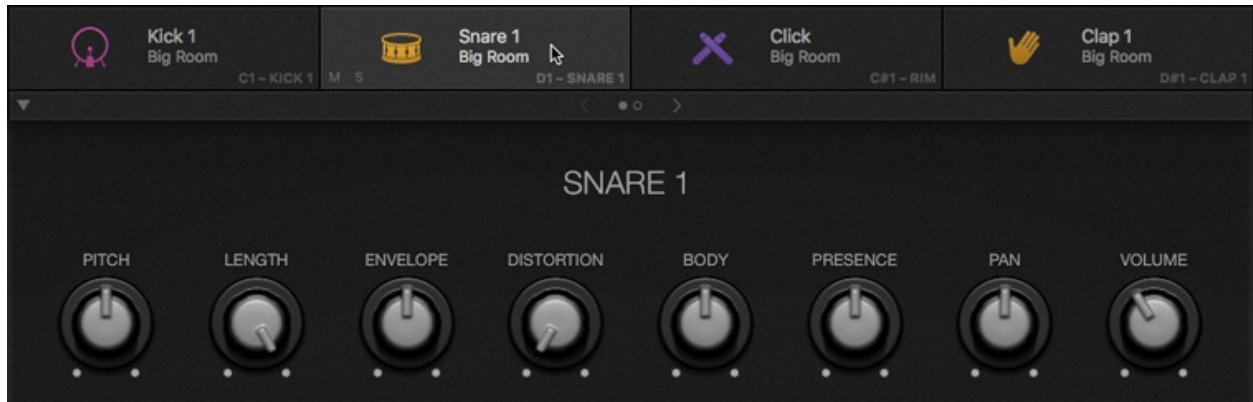 Kick 1
Big Room
C1 – KICK 1
Snare 1
Big Room
M S
D1 – SNARE 1
Click
Big Room
C#1 – RIM
Clap 1
Big Room
D#1 – CLAP 1
SNARE 1
PITCH LENGTH ENVELOPE DISTORTION BODY PRESENCE PAN VOLUME